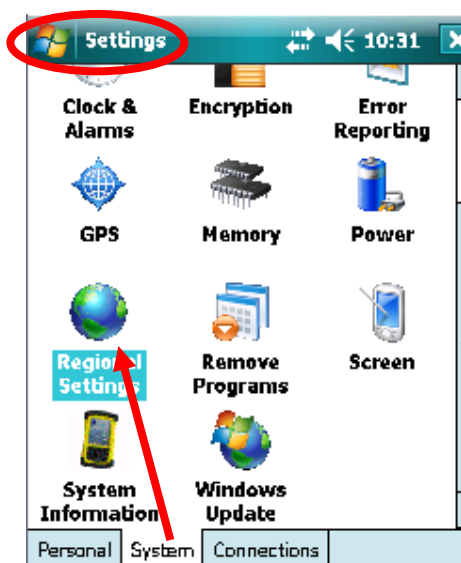 Settings 10:31
Clock & Encryption Error
Alarms Reporting
GPS Memory Power
Regional Remove Screen
Settings Programs
System Windows
Information Update
Personal System Connections